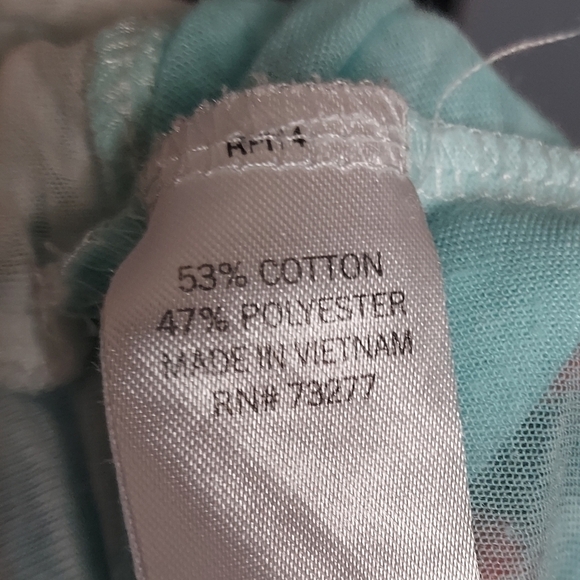 53% COTTON
47% POLYESTER
MADE IN VIETNAM
RN# 73277